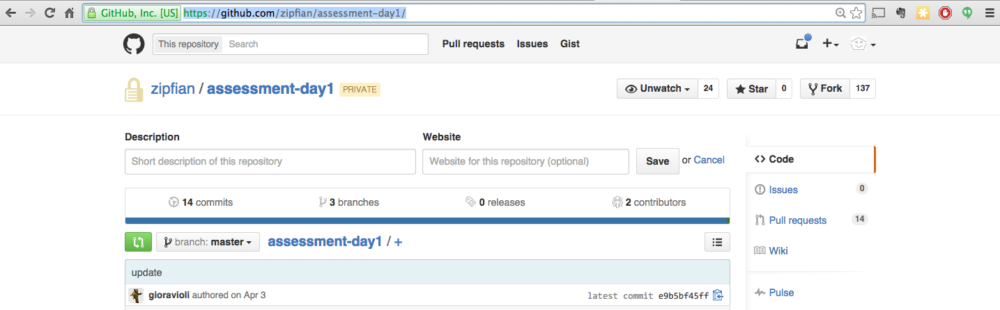 GitHub, Inc. [US] https://github.com/zipfian/assessment-day1/
This repository Search Pull requests Issues Gist
zipfian / assessment-day1 PRIVATE Unwatch 24 Star 0 Fork 137
Description Website
Short description of this repository Website for this repository (optional) Save or Cancel
Code
Issues 0
14 commits 3 branches 0 releases 2 contributors
Pull requests 14
branch: master assessment-day1 / +
Wiki
update
gioravioli authored on Apr 3 latest commit e9b5bf45ff
Pulse